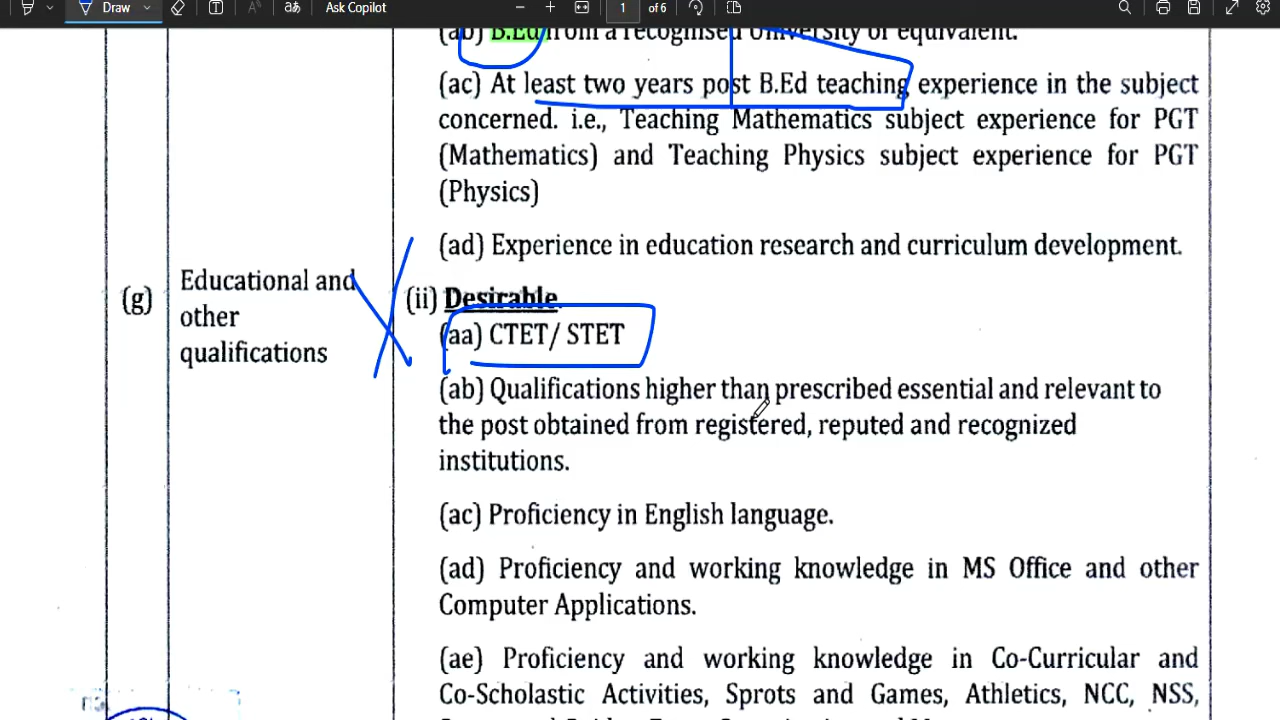 Draw
Ask Copilot
1 of 6
(ab) B.Ed from a recognised University or equivalent.
(ac) At least two years post B.Ed teaching experience in the subject
concerned. i.e., Teaching Mathematics subject experience for PGT
(Mathematics) and Teaching Physics subject experience for PGT
(Physics)
(ad) Experience in education research and curriculum development.
(g)
Educational and
other
qualifications
(ii) Desirable
(aa) CTET/ STET
(ab) Qualifications higher than prescribed essential and relevant to
the post obtained from registered, reputed and recognized
institutions.
(ac) Proficiency in English language.
(ad) Proficiency and working knowledge in MS Office and other
Computer Applications.
(ae) Proficiency and working knowledge in Co-Curricular and
Co-Scholastic Activities, Sprots and Games, Athletics, NCC, NSS,